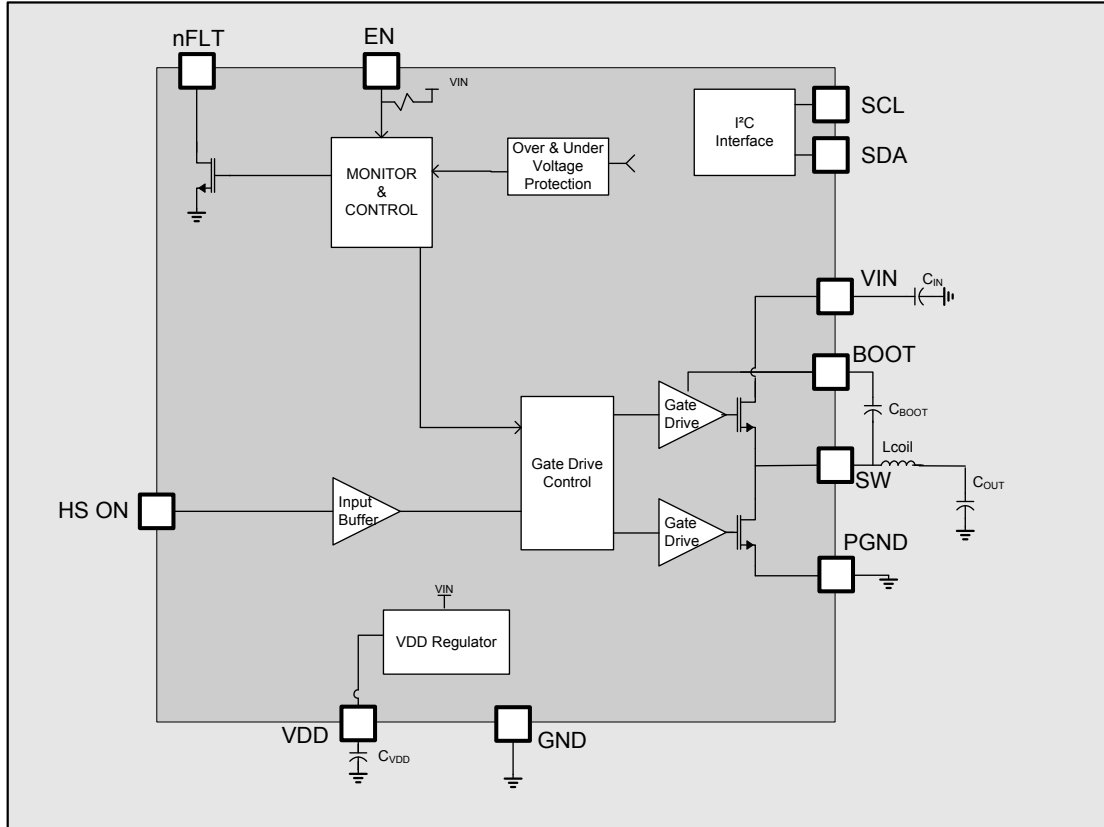 nFLT
EN
VIN
SCL
I²C
Interface
SDA
Over & Under
Voltage
Protection
MONITOR
&
CONTROL
VIN
CIN
BOOT
Gate
Drive
CBOOT
Lcoil
SW
COUT
Gate Drive
Control
HS ON
Input
Buffer
Gate
Drive
PGND
VIN
VDD Regulator
VDD
CVDD
GND